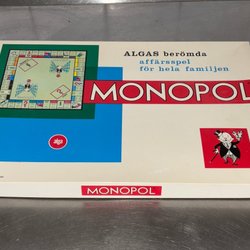 ALGAS berömda
affärsspel
för hela familjen
MONOPOL
MONOPOL